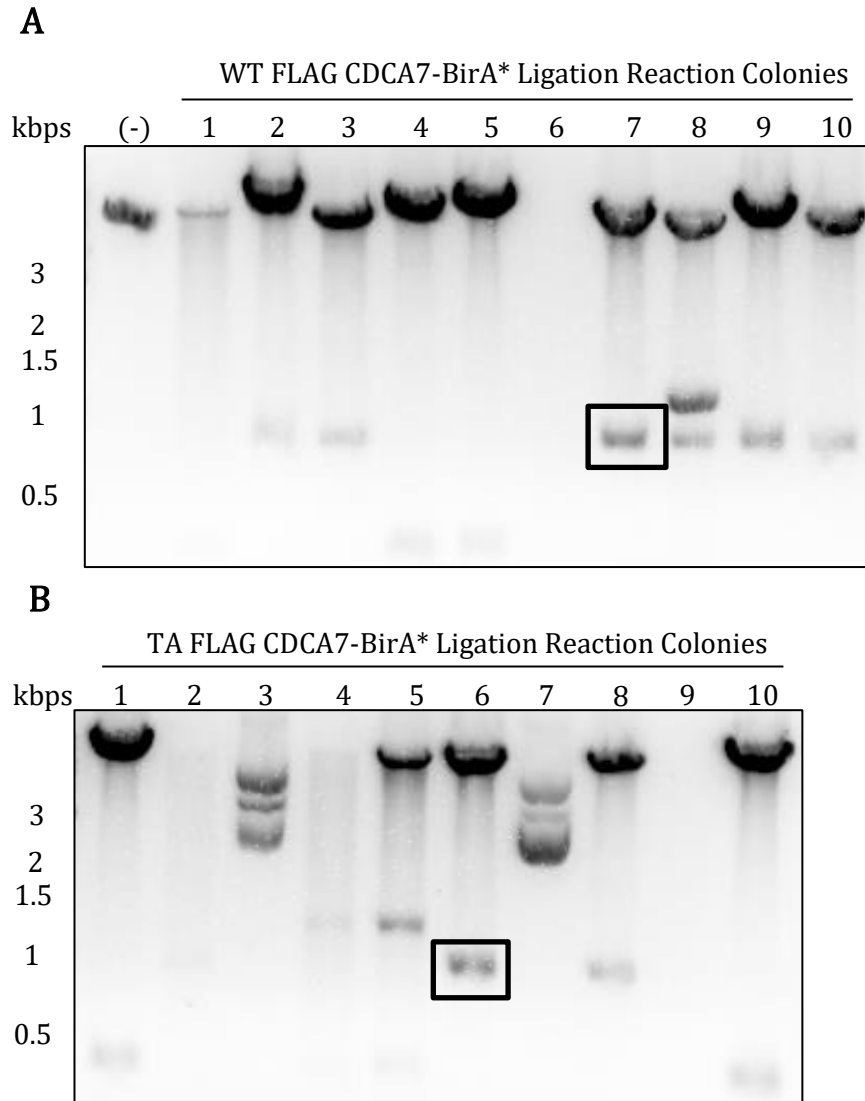 A
WT FLAG CDCA7-BirA* Ligation Reaction Colonies
kbps (-) 1 2 3 4 5 6 7 8 9 10
3
2
1.5
1
0.5
B
TA FLAG CDCA7-BirA* Ligation Reaction Colonies
kbps 1 2 3 4 5 6 7 8 9 10
3
2
1.5
1
0.5